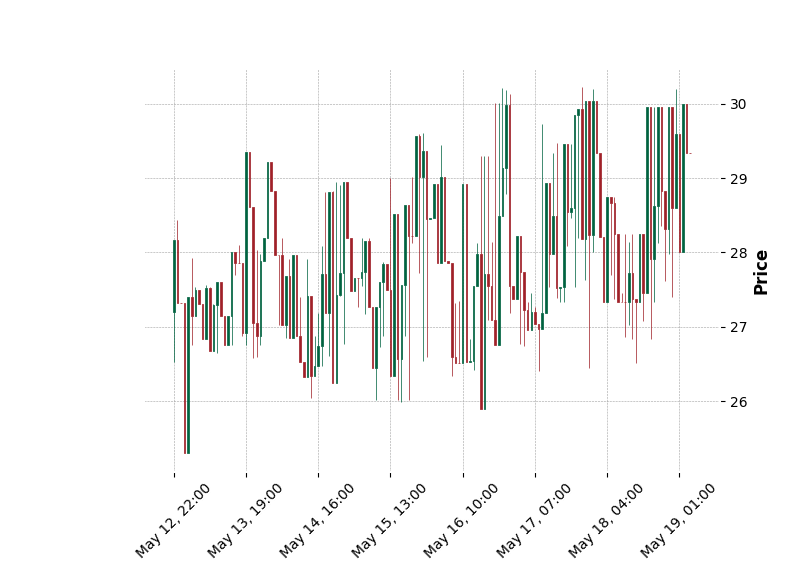 30
29
28
27
26
Price
May 12, 22:00
May 13, 19:00
May 14, 16:00
May 15, 13:00
May 16, 10:00
May 17, 07:00
May 18, 04:00
May 19, 01:00